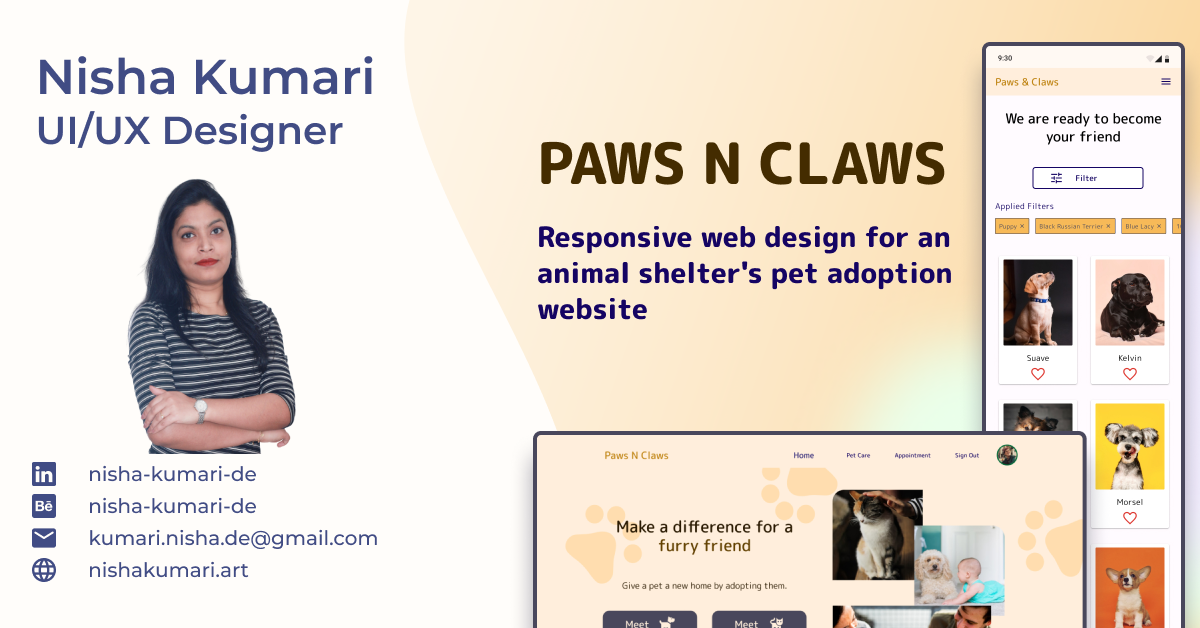 Nisha Kumari
UI/UX Designer
in nisha-kumari-de
Bē nisha-kumari-de
kumari.nisha.de@gmail.com
nishakumari.art
PAWS N CLAWS
Responsive web design for an
animal shelter's pet adoption
website
9:30
Paws & Claws
We are ready to become
your friend
Filter
Applied Filters
Puppy × Black Russian Terrier × Blue Lacy ×
Suave Kelvin
Morsel
Paws N Claws Home Pet Care Appointment Sign Out
Make a difference for a
furry friend
Give a pet a new home by adopting them.
Meet Meet